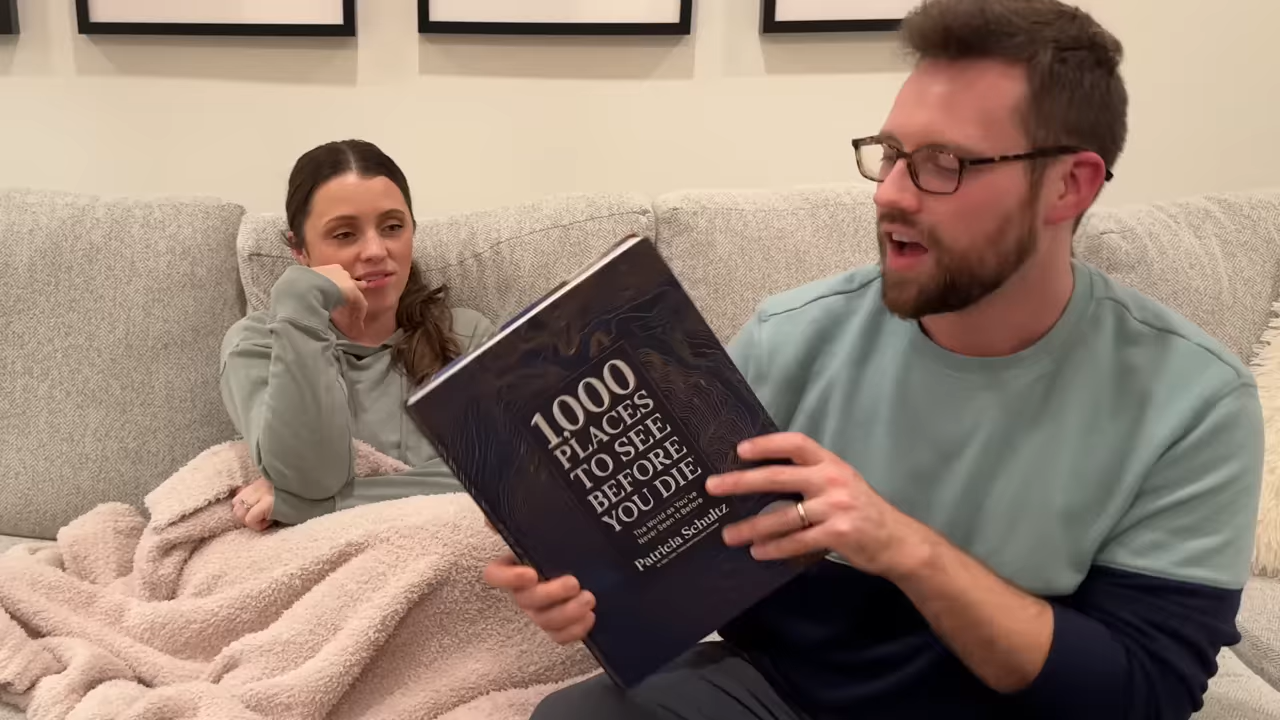 1,000
PLACES
TO SEE
BEFORE
YOU DIE
The World as You've
Never Seen It Before
Patricia Schultz